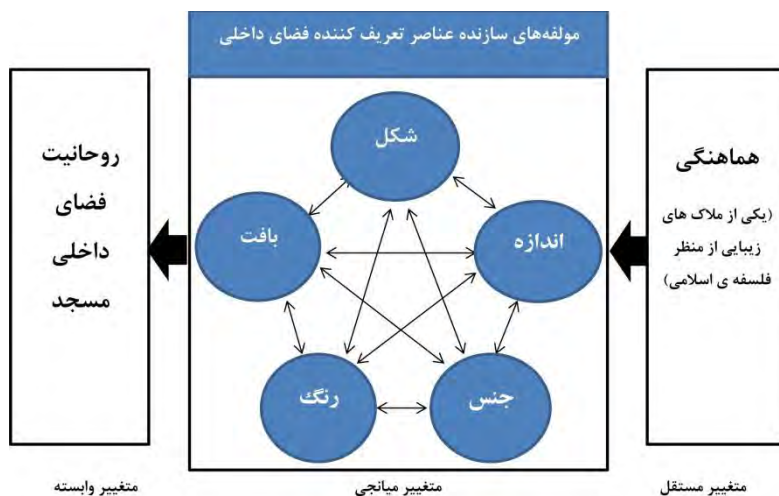 مولفه‌های سازنده عناصر تعریف کننده فضای داخلی
هماهنگی
(یکی از ملاک های
زیبایی از منظر
فلسفه ی اسلامی)
شکل
اندازه
بافت
جنس
رنگ
روحانیت
فضای
داخلی
مسجد
متغییر مستقل
متغییر میانجی
متغییر وابسته